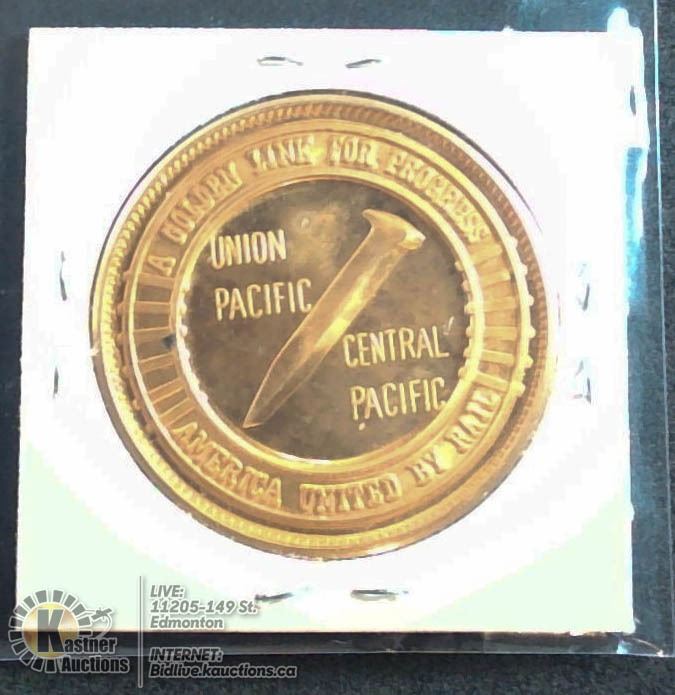 A GOLDEN LINK FOR PROGRESS
UNION
PACIFIC
CENTRAL
PACIFIC
AMERICA UNITED BY RAIL
Kastner
Auctions
LIVE:
11205-149 St.
Edmonton
INTERNET:
Bidlive.kauctions.ca